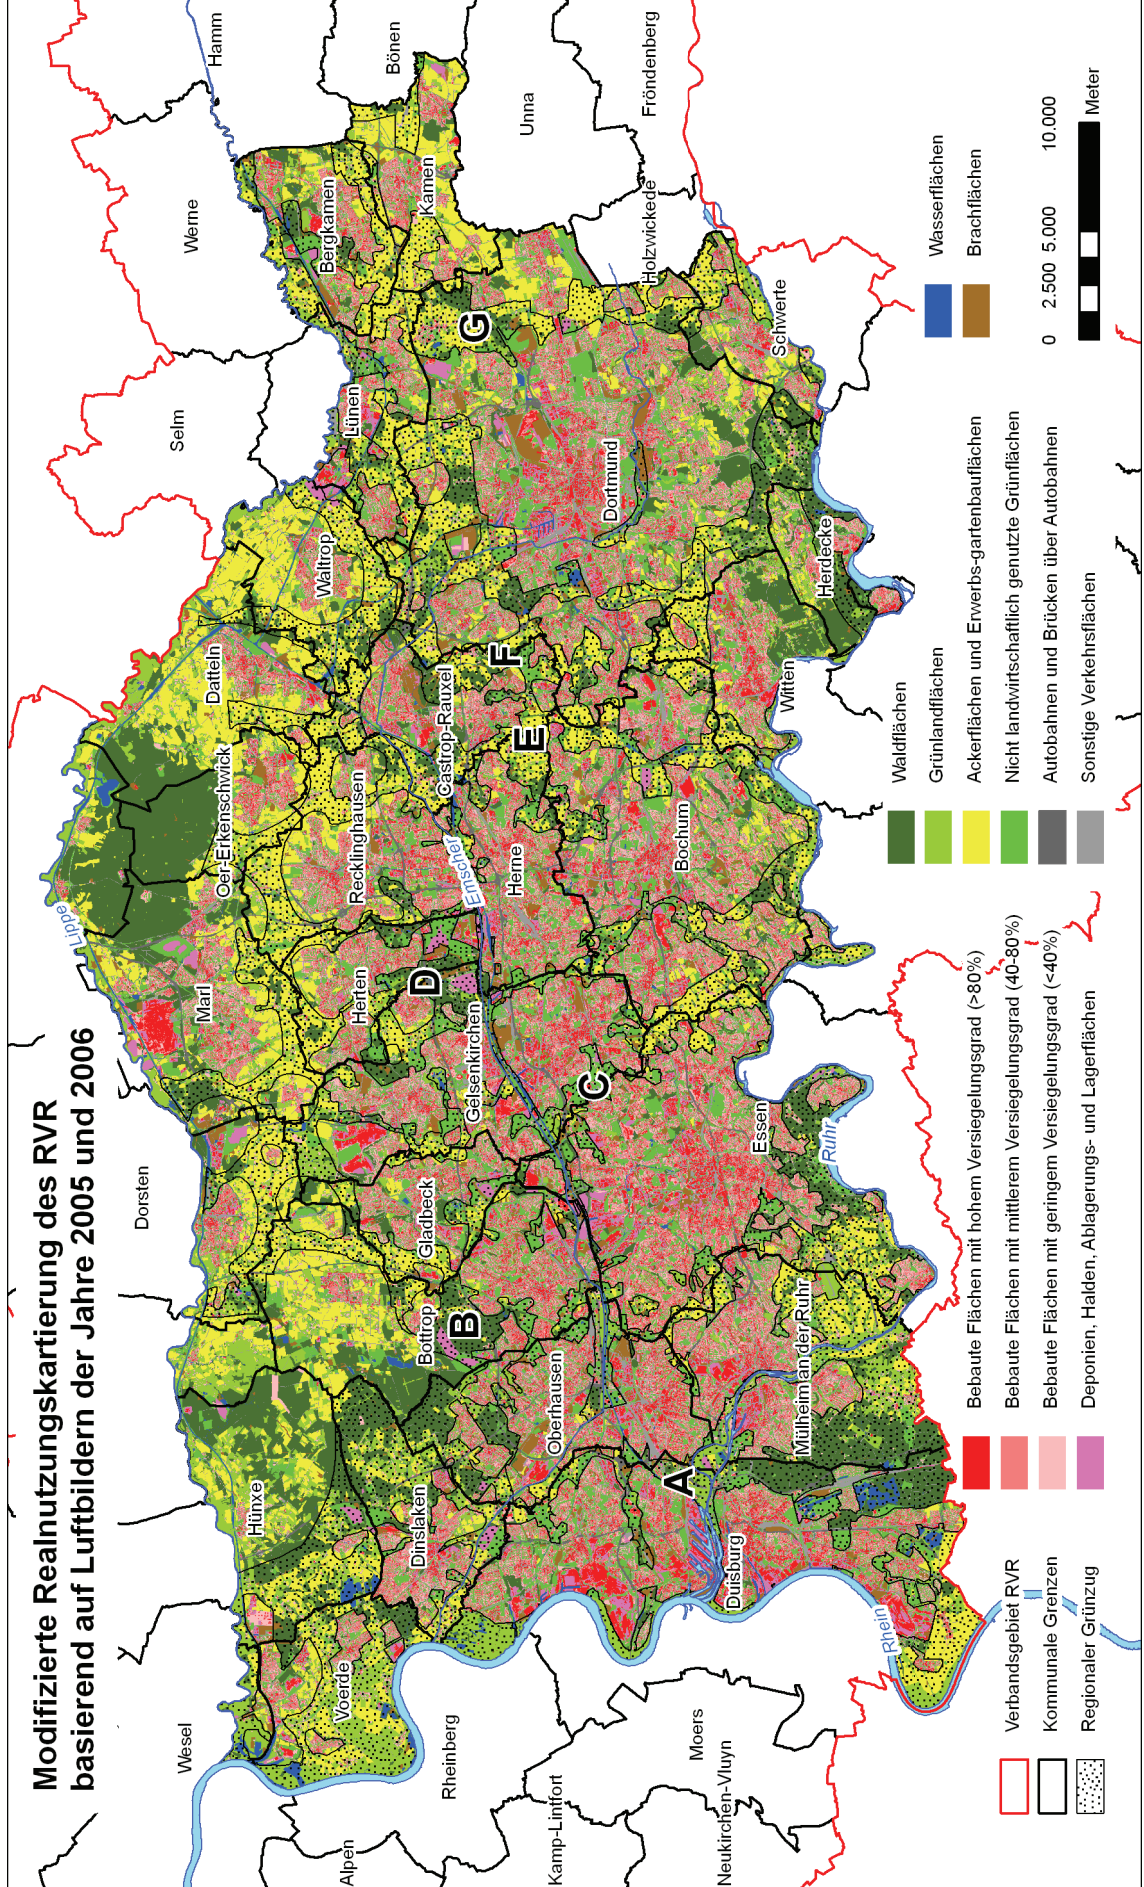 Modifizierte Realnutzungskartierung des RVR
basierend auf Luftbildern der Jahre 2005 und 2006
Hamm
Werne
Bönen
Selm
Unna
Fröndenberg
Bergkamen
Kamen
Holzwickede
Lünen
Schwerte
Waltrop
Dortmund
Datteln
Herdecke
Castrop-Rauxel
Witten
Oer-Erkenschwick
Recklinghausen
Emscher
Herne
Bochum
Lippe
Marl
Herten
Gelsenkirchen
Dorsten
Gladbeck
Essen
Ruhr
Bottrop
Oberhausen
Mülheim an der Ruhr
Hünxe
Dinslaken
Duisburg
Voerde
Rhein
Wesel
Rheinberg
Moers
Alpen
Kamp-Lintfort
Neukirchen-Vluyn
A
B
C
D
E
F
G
Verbandsgebiet RVR
Kommunale Grenzen
Regionaler Grünzug
Bebaute Flächen mit hohem Versiegelungsgrad (>80%)
Bebaute Flächen mit mittlerem Versiegelungsgrad (40-80%)
Bebaute Flächen mit geringem Versiegelungsgrad (<40%)
Deponien, Halden, Ablagerungs- und Lagerflächen
Waldflächen
Grünlandflächen
Ackerflächen und Erwerbs-gartenbauflächen
Nicht landwirtschaftlich genutzte Grünflächen
Autobahnen und Brücken über Autobahnen
Sonstige Verkehrsflächen
Wasserflächen
Brachflächen
0 2.500 5.000 10.000
Meter